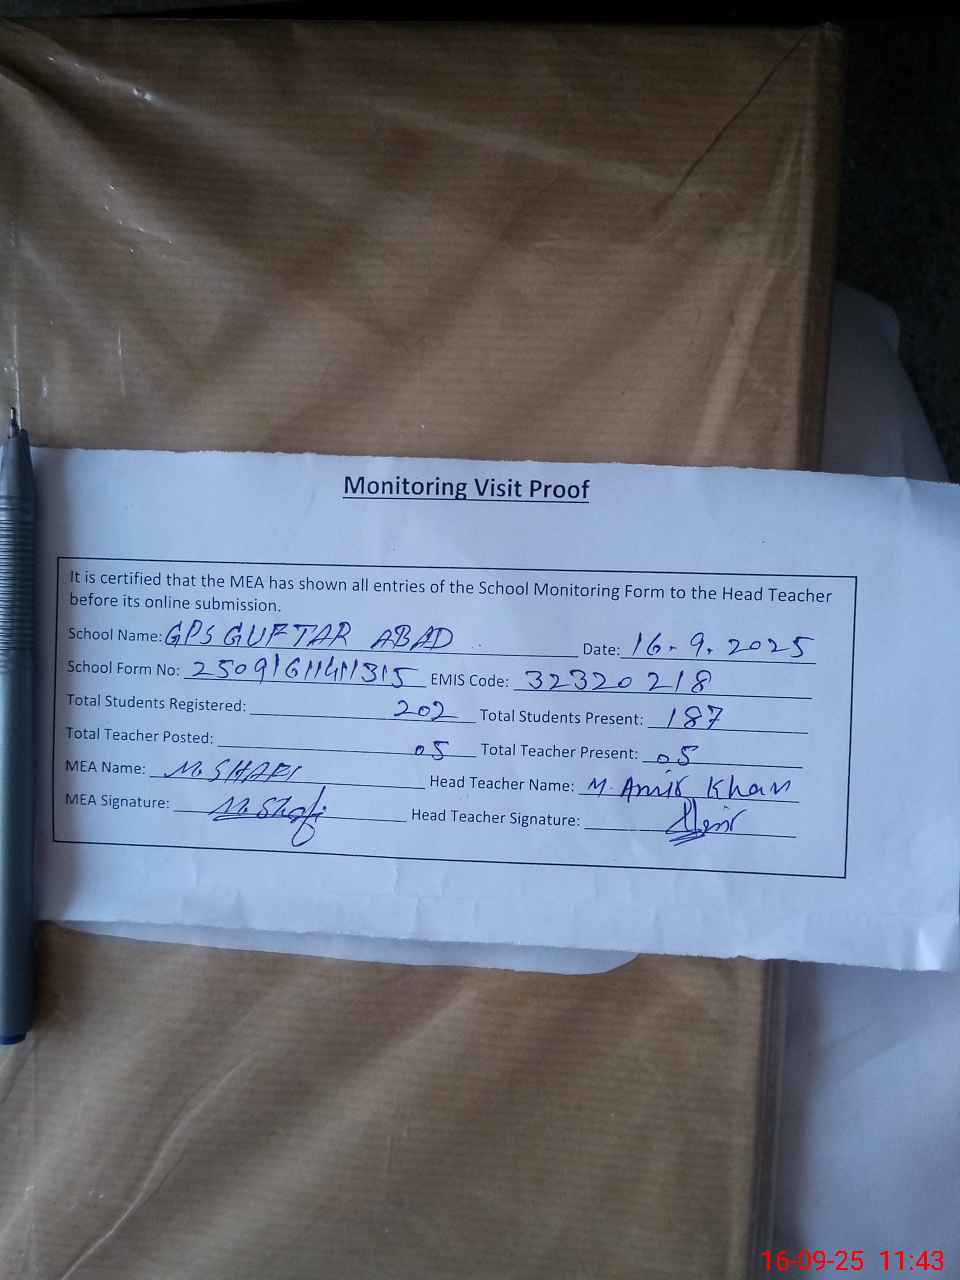 Monitoring Visit Proof
It is certified that the MEA has shown all entries of the School Monitoring Form to the Head Teacher
before its online submission.
School Name: GPS GUFTAR ABAD Date: 16.9.2025
School Form No: 25091611411315 EMIS Code: 32320218
Total Students Registered: 202 Total Students Present: 187
Total Teacher Posted: 05 Total Teacher Present: 05
MEA Name: M. SHAFI Head Teacher Name: M. Amir Khan
MEA Signature: M. Shafi Head Teacher Signature: Amir
16-09-25 11:43